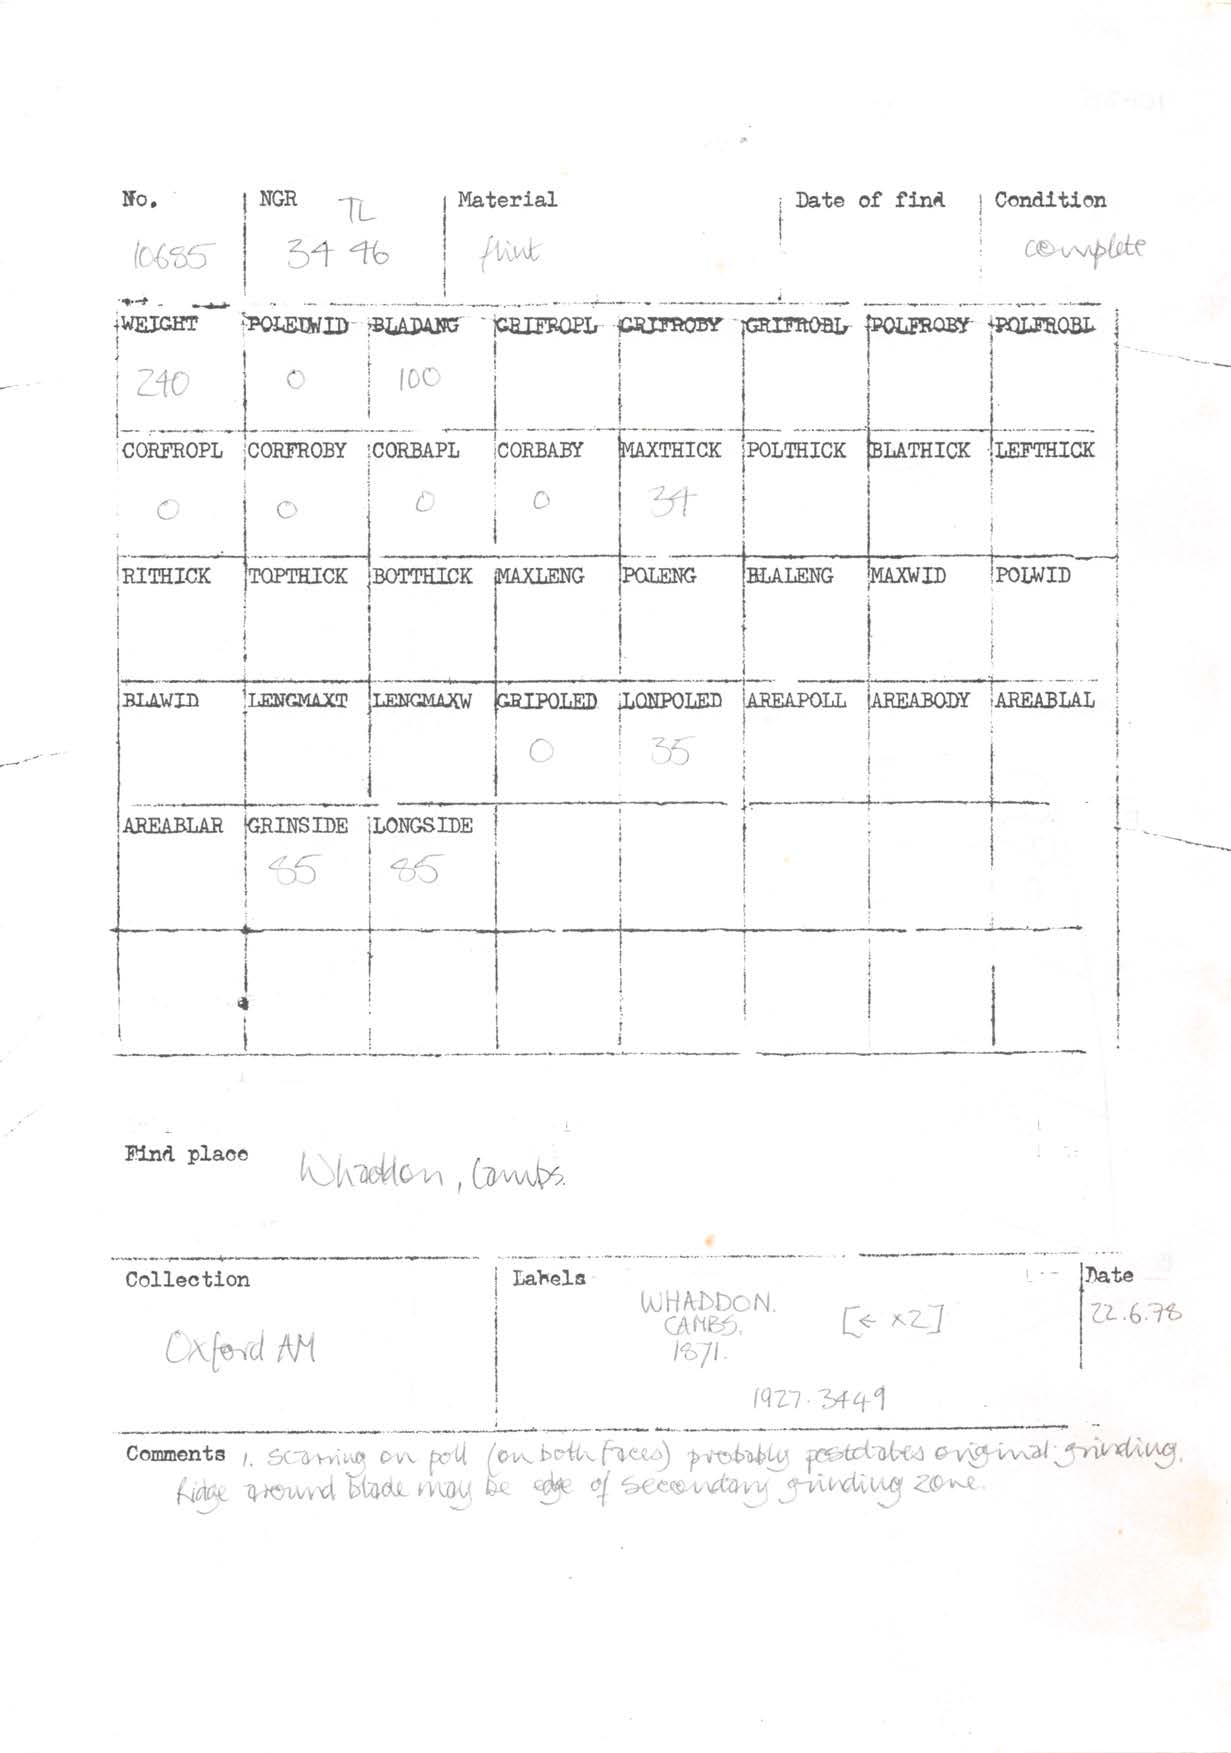 No. NGR TL Material Date of find Condition
10685 34 46 flint complete
WEIGHT POLEDWID BLADANG GRIFROPL GRIFROBY GRIFROBL POLFROBY POLFROBL
240 0 100
CORFROPL CORFROBY CORBAPL CORBABY MAXTHICK POLTHICK BLATHICK LEFTHICK
0 0 0 0 34
RITHICK TOPTHICK BOTTHICK MAXLENG POLENG BLALENG MAXWID POLWID
BLAWID LENGMAXT LENGMAXW GRIPOLED LONPOLED AREAPOLL AREABODY AREABLAL
0 35
AREABLAR GRINSIDE LONGSIDE
85 85
Find place Whaddon, Cambs.
Collection Labels Date
WHADDON. [← x2] 22.6.78
CAMBS.
Oxford AM 1871.
1927.3449
Comments 1. Scarring on poll (on both faces) probably postdates original grinding.
Ridge around blade may be edge of secondary grinding zone.